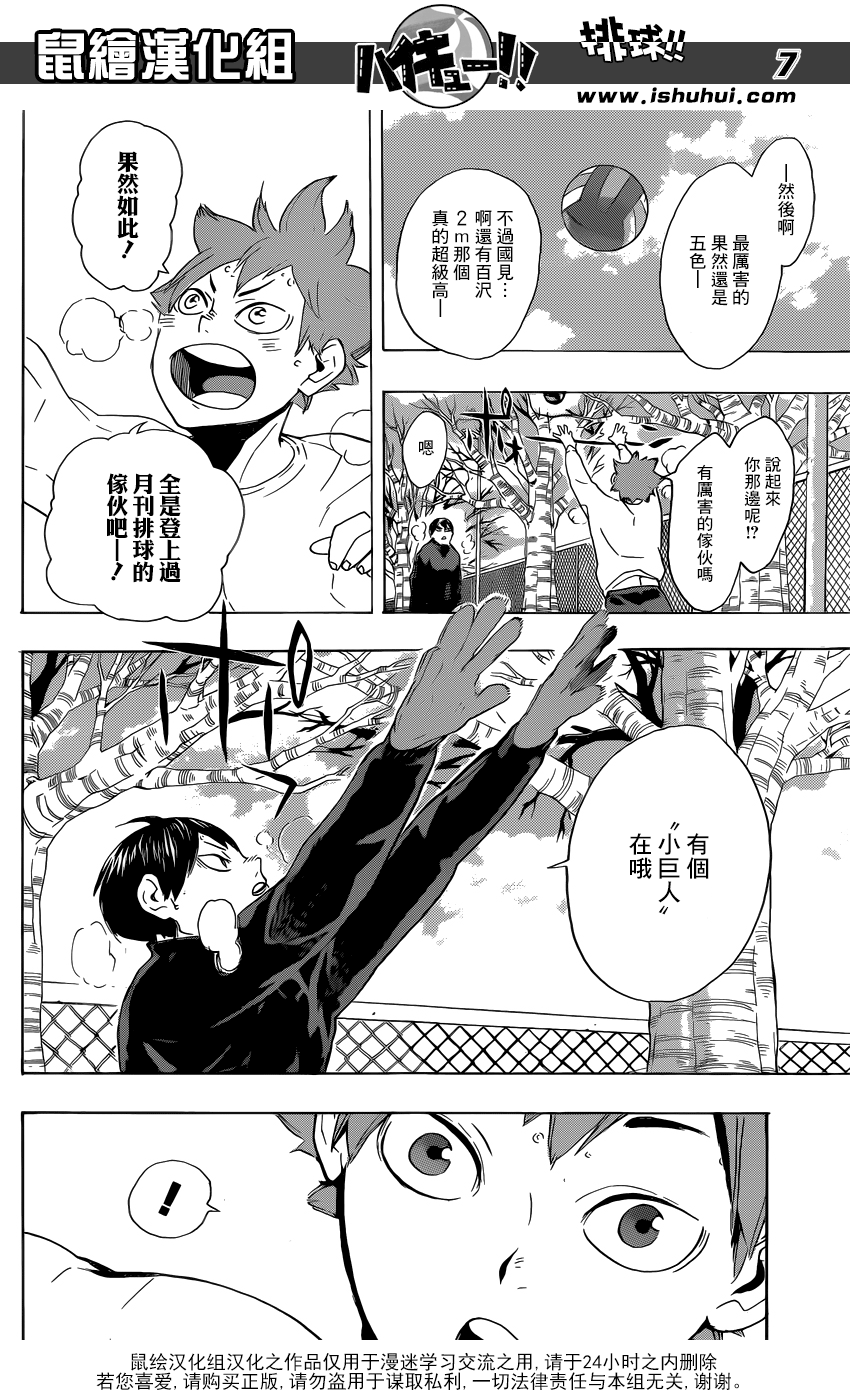 鼠繪漢化組
ハイキュー!!
排球!!
7
www.ishuhui.com
—然後啊
最厲害的
果然還是
五色—
不過國見…
啊還有百沢
2m那個
真的超級高—
果然如此!
全是登上過
月刊排球的
傢伙吧—!
說起來
你那邊呢!?
有厲害的傢伙嗎
嗯
ポーン
ポーン
有個
〝小巨人〞
在哦
!
鼠绘汉化组汉化之作品仅用于漫迷学习交流之用,请于24小时之内删除
若您喜爱,请购买正版,请勿盗用于谋取私利,一切法律责任与本组无关,谢谢。